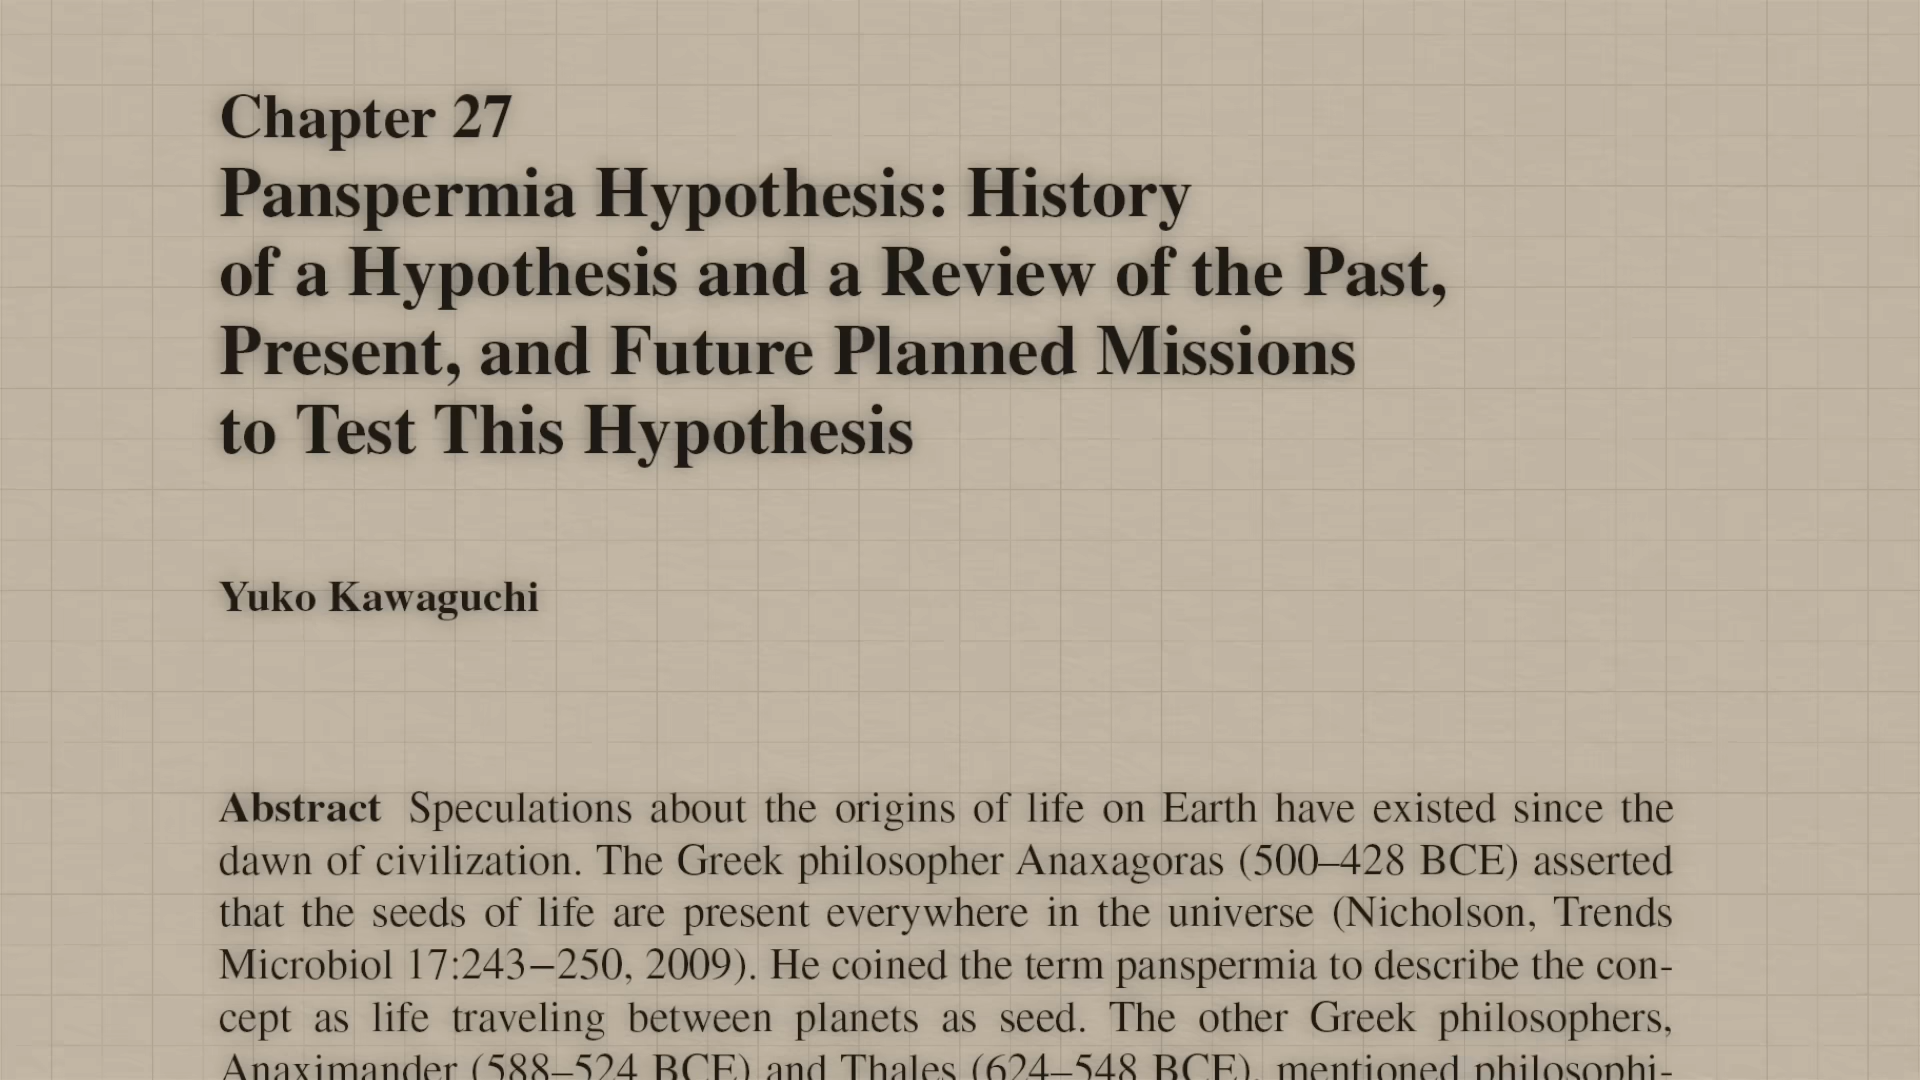 Chapter 27
Panspermia Hypothesis: History
of a Hypothesis and a Review of the Past,
Present, and Future Planned Missions
to Test This Hypothesis
Yuko Kawaguchi
Abstract Speculations about the origins of life on Earth have existed since the
dawn of civilization. The Greek philosopher Anaxagoras (500–428 BCE) asserted
that the seeds of life are present everywhere in the universe (Nicholson, Trends
Microbiol 17:243–250, 2009). He coined the term panspermia to describe the con-
cept as life traveling between planets as seed. The other Greek philosophers,
Anaximander (588–524 BCE) and Thales (624–548 BCE), mentioned philosophi-